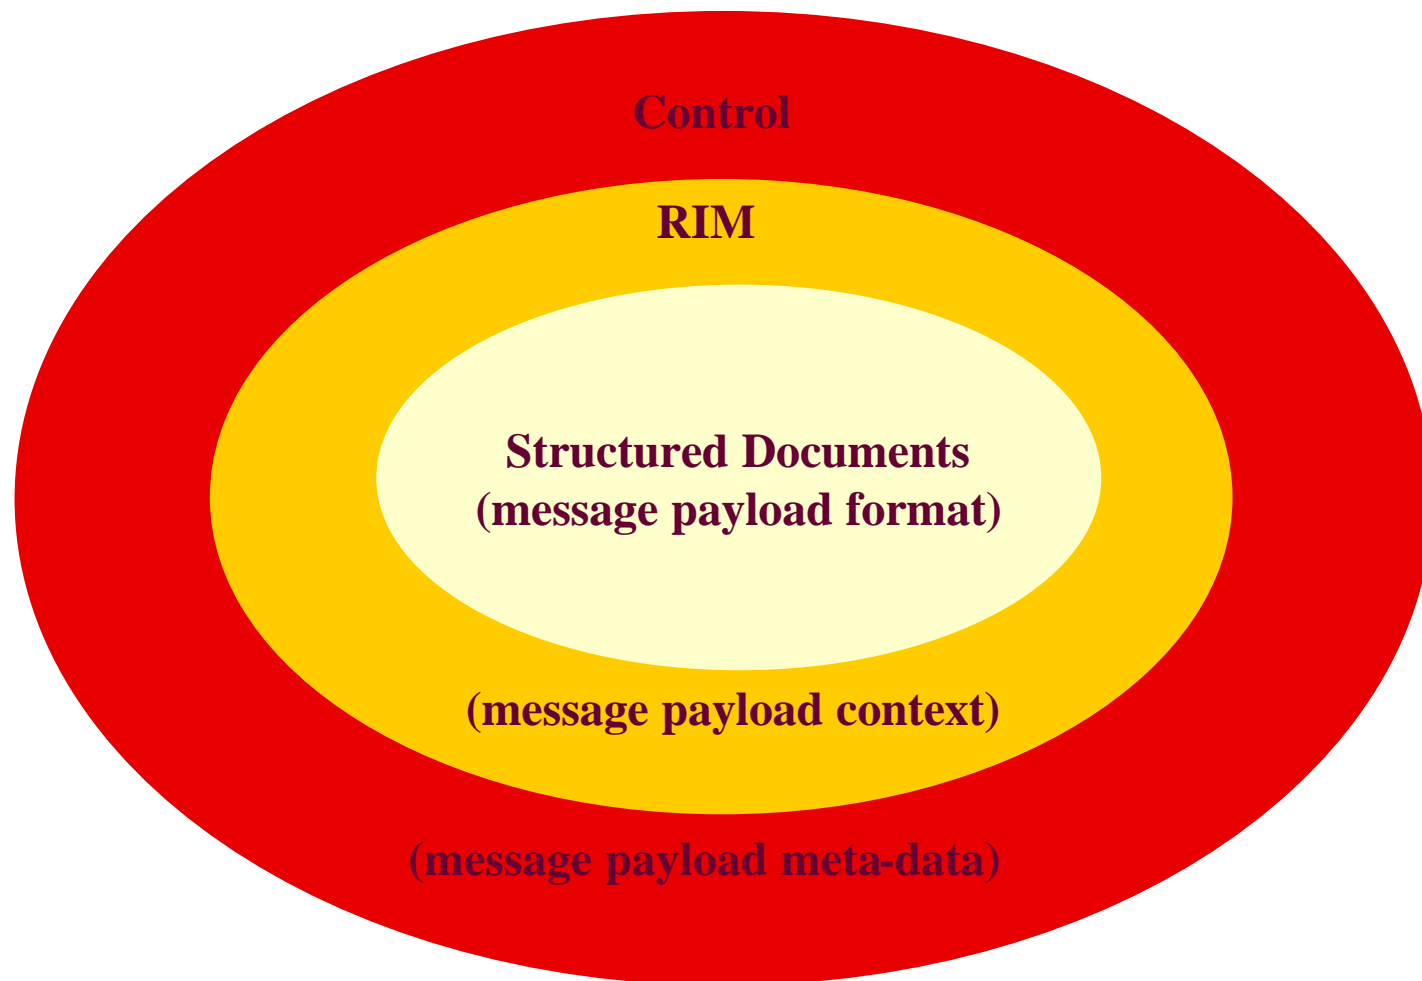 Control
RIM
Structured Documents
(message payload format)
(message payload context)
(message payload meta-data)